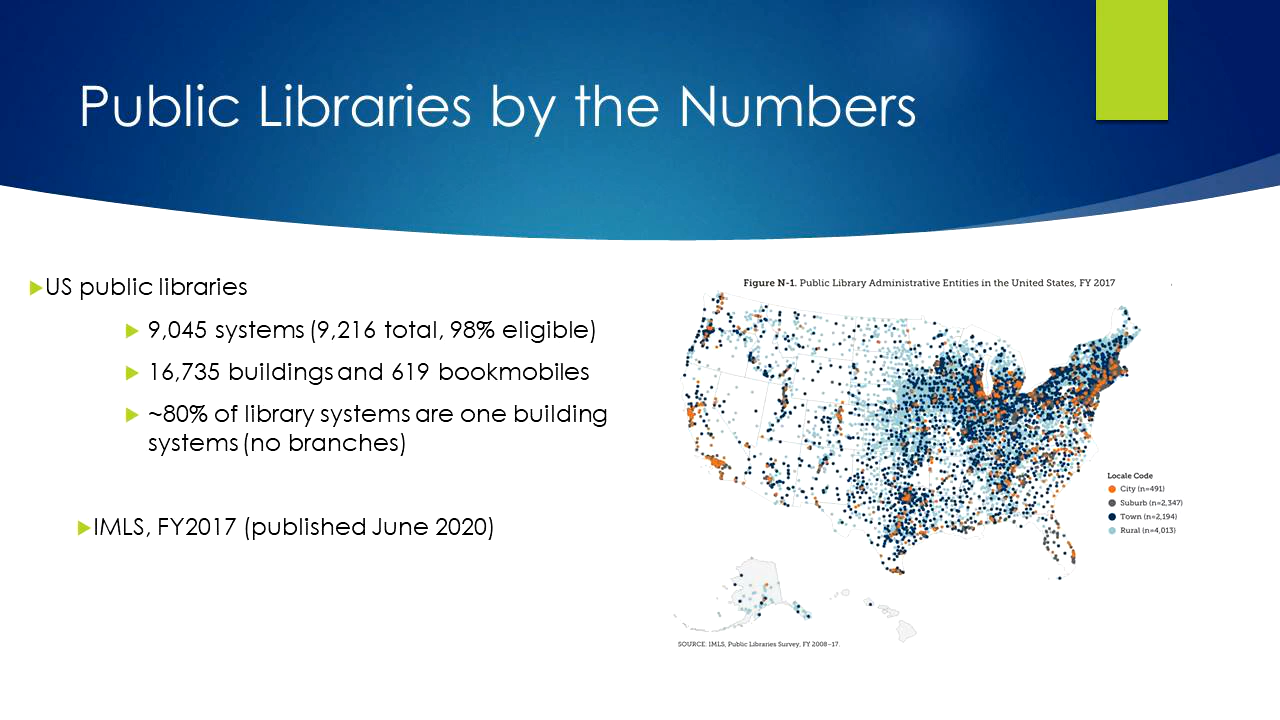 Public Libraries by the Numbers
US public libraries
9,045 systems (9,216 total, 98% eligible)
16,735 buildings and 619 bookmobiles
~80% of library systems are one building
systems (no branches)
IMLS, FY2017 (published June 2020)
Figure N-1. Public Library Administrative Entities in the United States, FY 2017
Locale Code
City (n=491)
Suburb (n=2,347)
Town (n=2,194)
Rural (n=4,013)
SOURCE: IMLS, Public Libraries Survey, FY 2008–17.